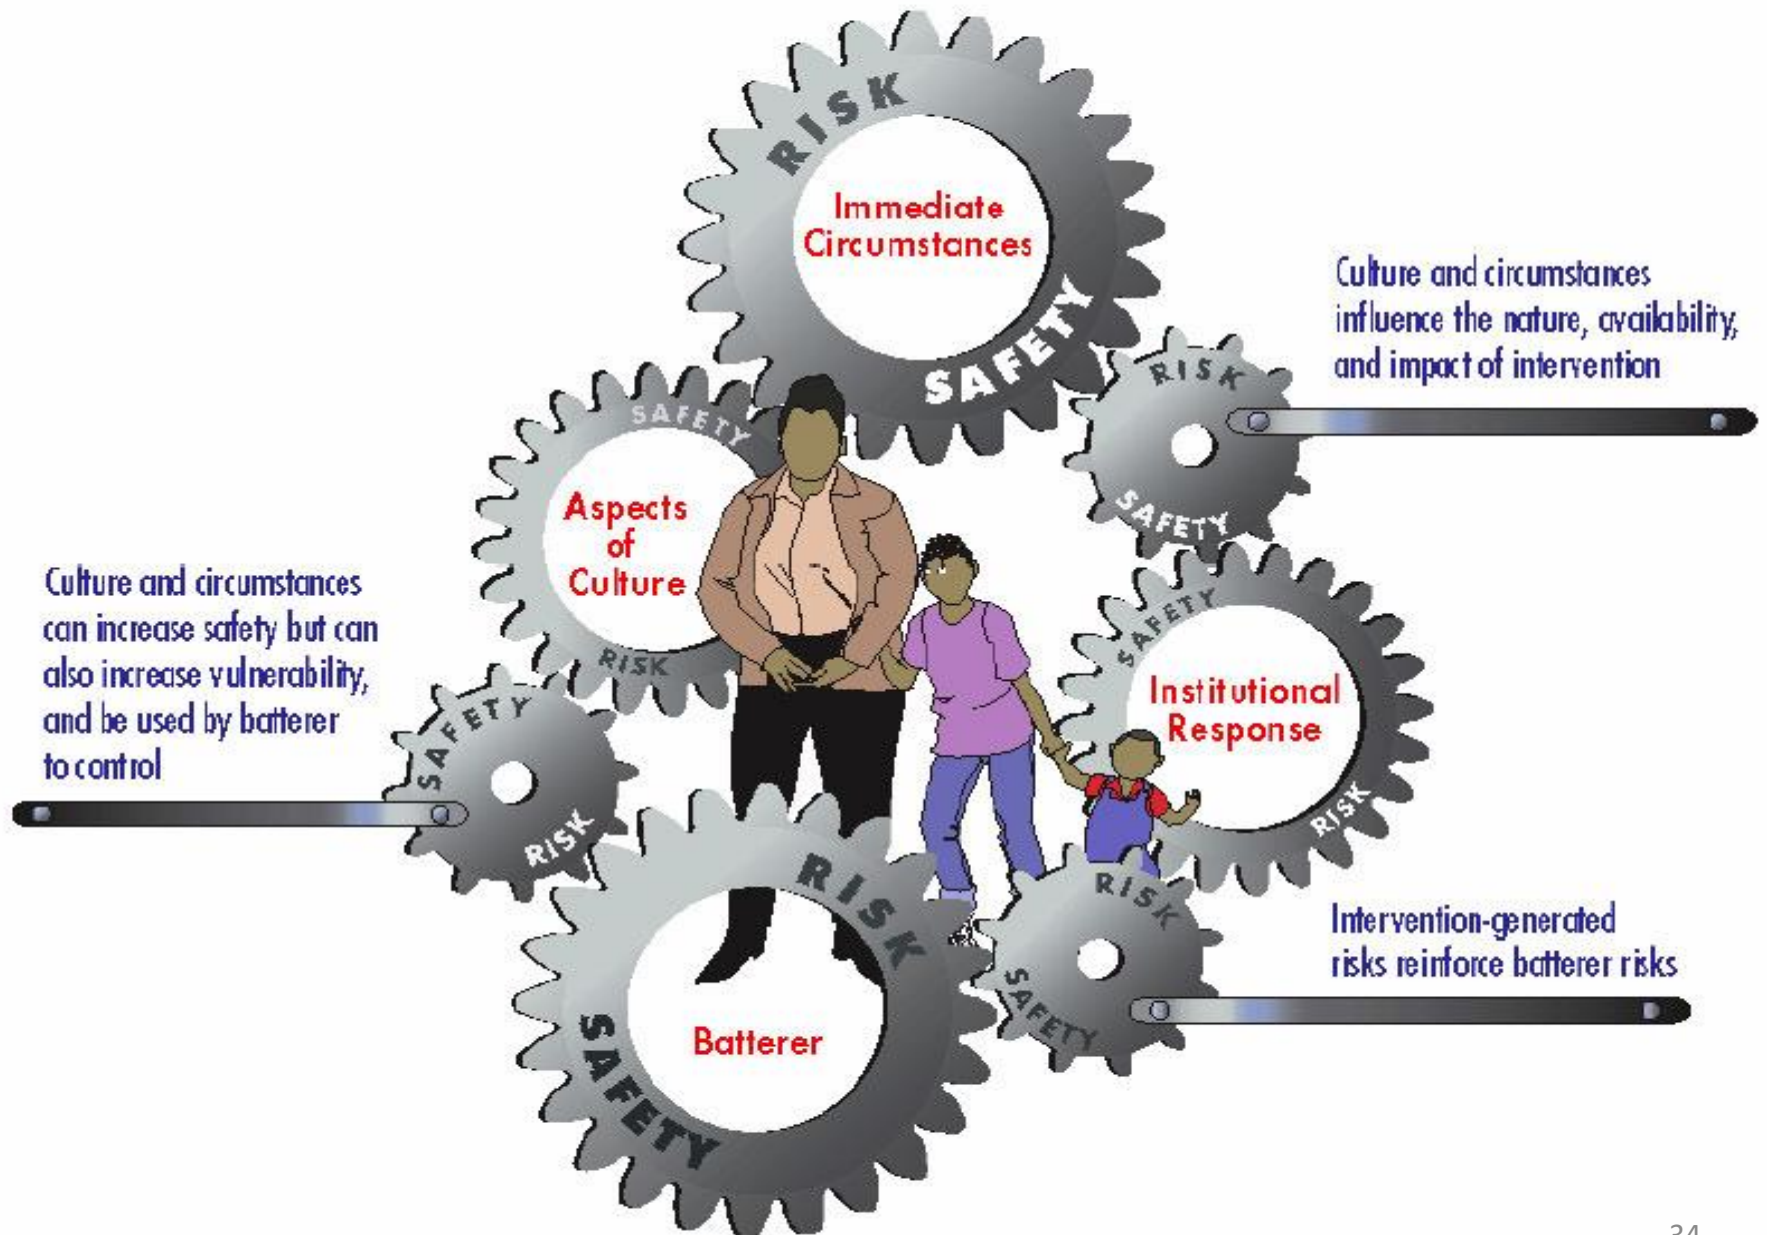 RISK
Immediate
Circumstances
SAFETY
Culture and circumstances
influence the nature, availability,
and impact of intervention
RISK
SAFETY
SAFETY
Aspects
of
Culture
RISK
Culture and circumstances
can increase safety but can
also increase vulnerability,
and be used by batterer
to control
SAFETY
RISK
SAFETY
Institutional
Response
RISK
RISK
SAFETY
Batterer
RISK
SAFETY
Intervention-generated
risks reinforce batterer risks
34